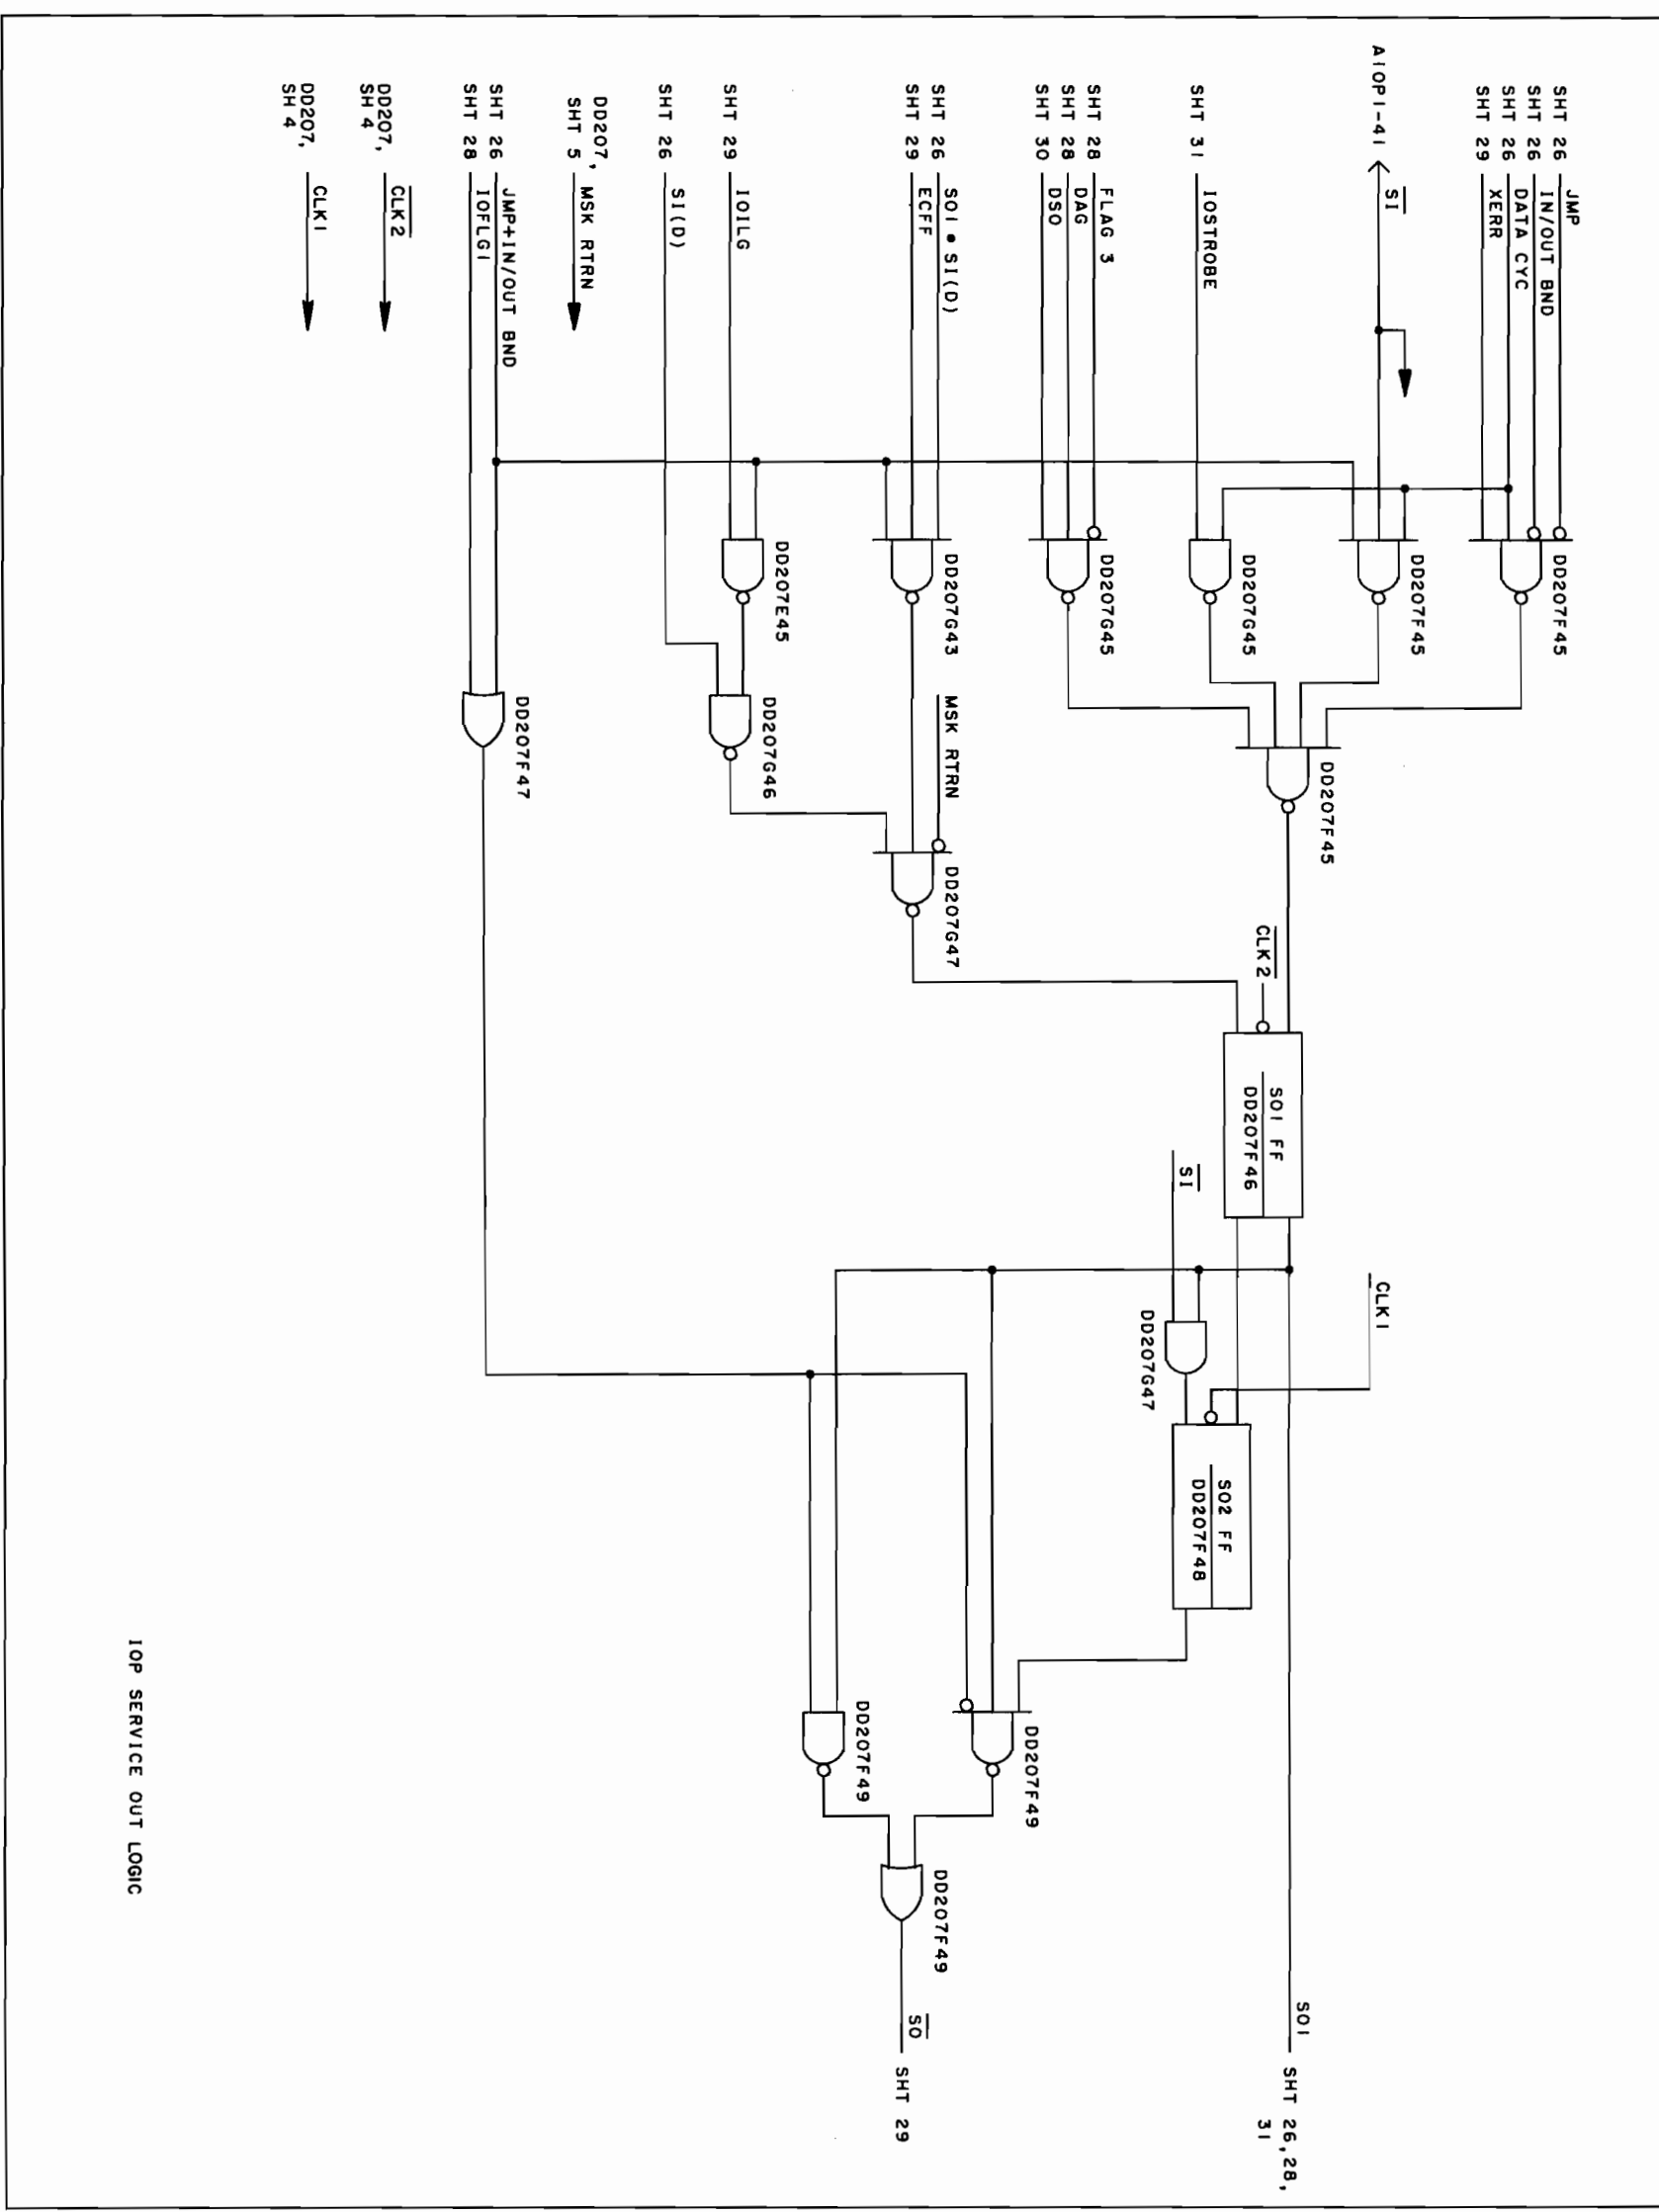 SHT 26 JMP
SHT 26 IN/OUT BND
SHT 26 DATA CYC
SHT 29 XERR
DD207F45
A10P1-41
SI
DD207F45
SHT 31 IOSTROBE
DD207G45
SHT 28 FLAG 3
SHT 28 DAG
SHT 30 DSO
DD207G45
DD207F45
SHT 26 SO1 • SI(D)
SHT 29 ECFF
DD207G43
MSK RTRN
DD207G47
SHT 29 IOILG
DD207E45
SHT 26 SI(D)
DD207G46
DD207, MSK RTRN
SHT 5
SHT 26 JMP+IN/OUT BND
SHT 28 IOFLG1
DD207F47
DD207, CLK2
SH 4
DD207, CLK1
SH 4
CLK2
SO1 FF
DD207F46
SI
CLK1
DD207G47
SO2 FF
DD207F48
DD207F49
DD207F49
DD207F49
SO1 SHT 26,28,
31
SO SHT 29
IOP SERVICE OUT LOGIC